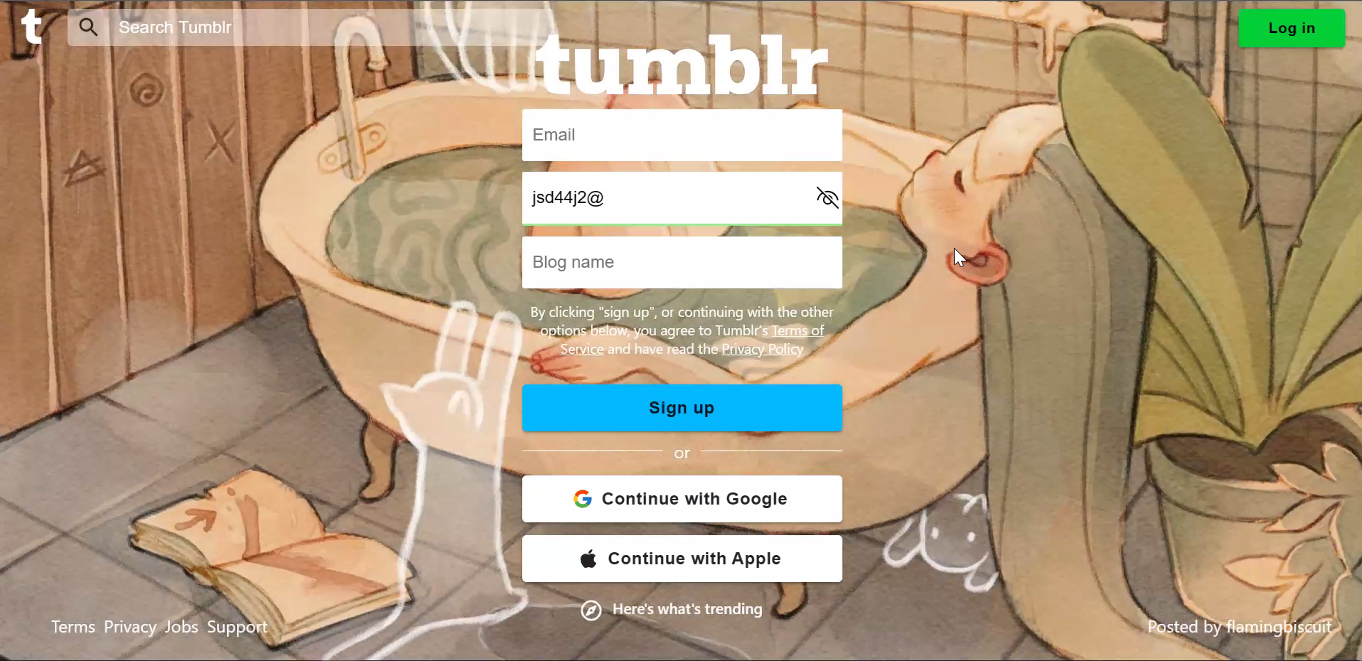 t
Search Tumblr
Log in
tumblr
Email
jsd44j2@
Blog name
By clicking "sign up", or continuing with the other
options below, you agree to Tumblr's Terms of
Service and have read the Privacy Policy
Sign up
or
Continue with Google
Continue with Apple
Here's what's trending
Terms Privacy Jobs Support
Posted by flamingbiscuit